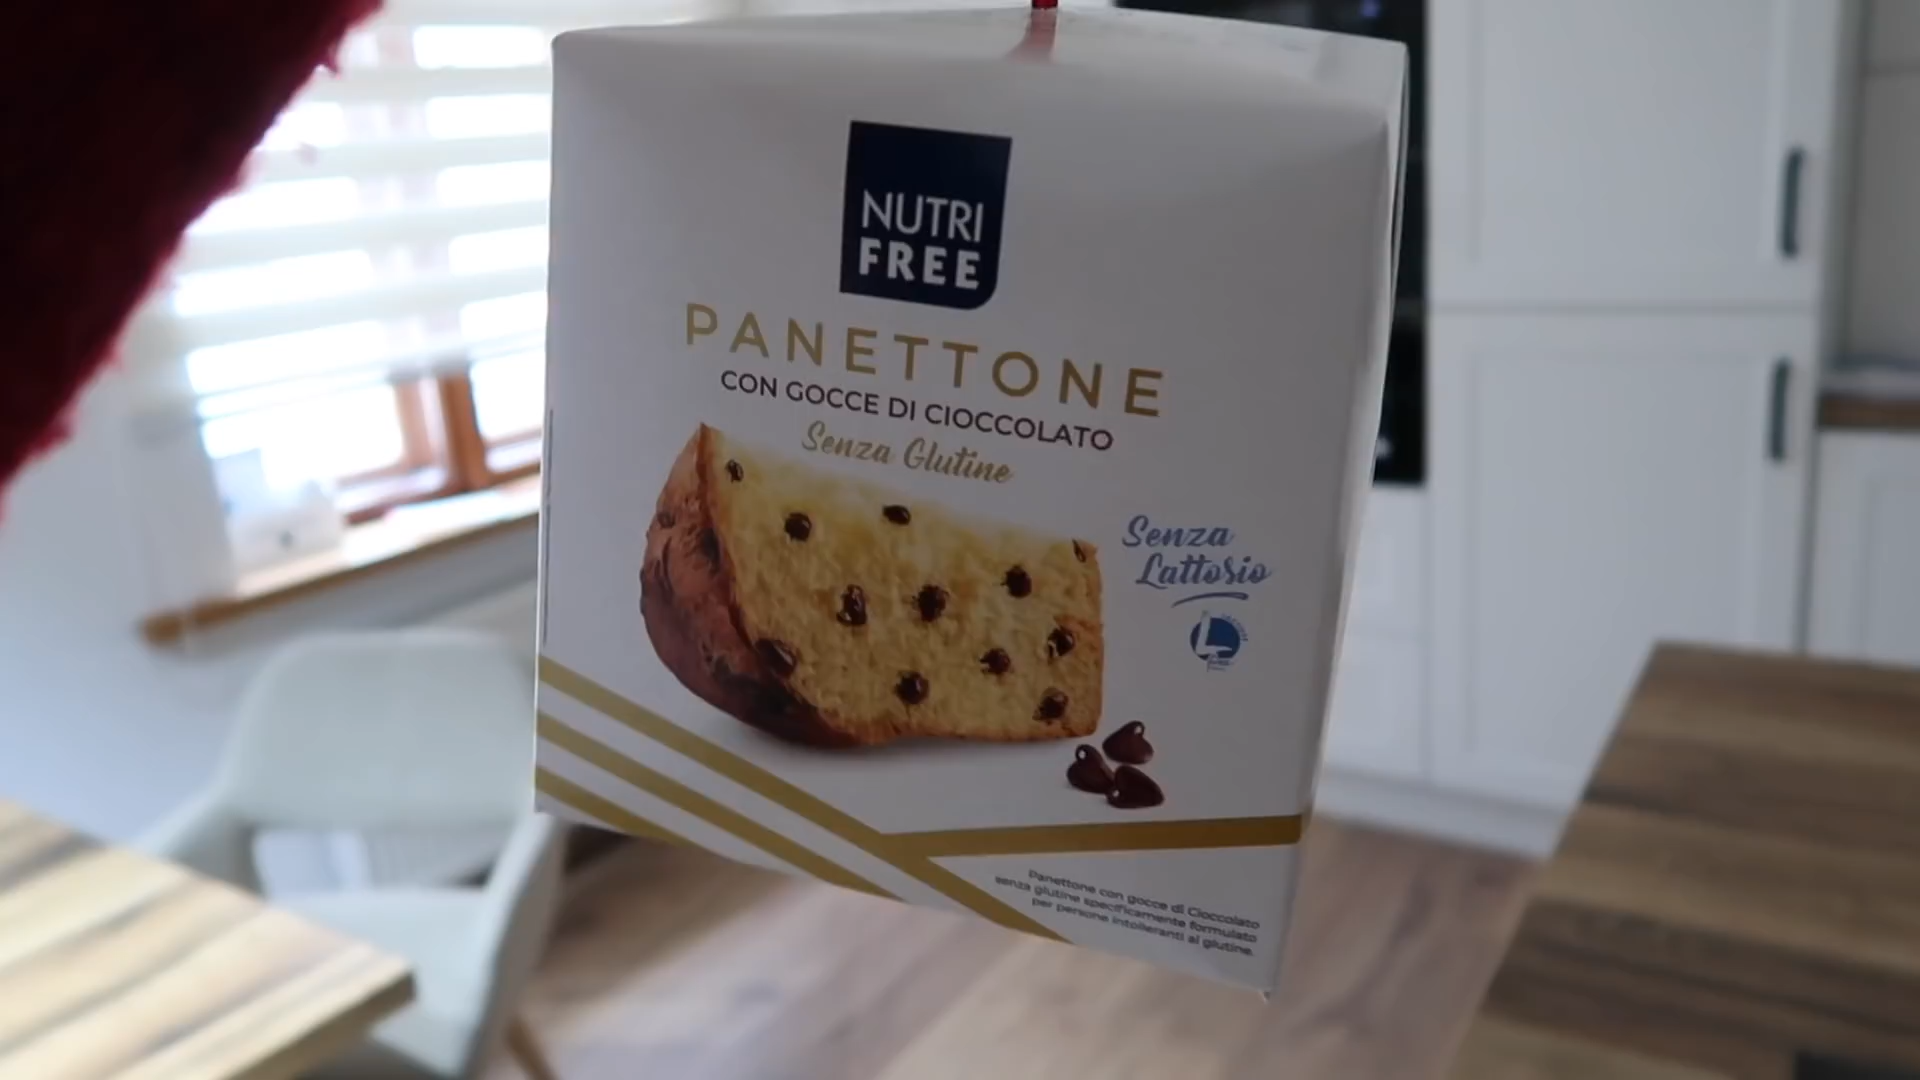 NUTRI
FREE
PANETTONE
CON GOCCE DI CIOCCOLATO
Senza Glutine
Senza
Lattosio
Panettone con gocce di Cioccolato
senza glutine specificamente formulato
per persone intolleranti al glutine.